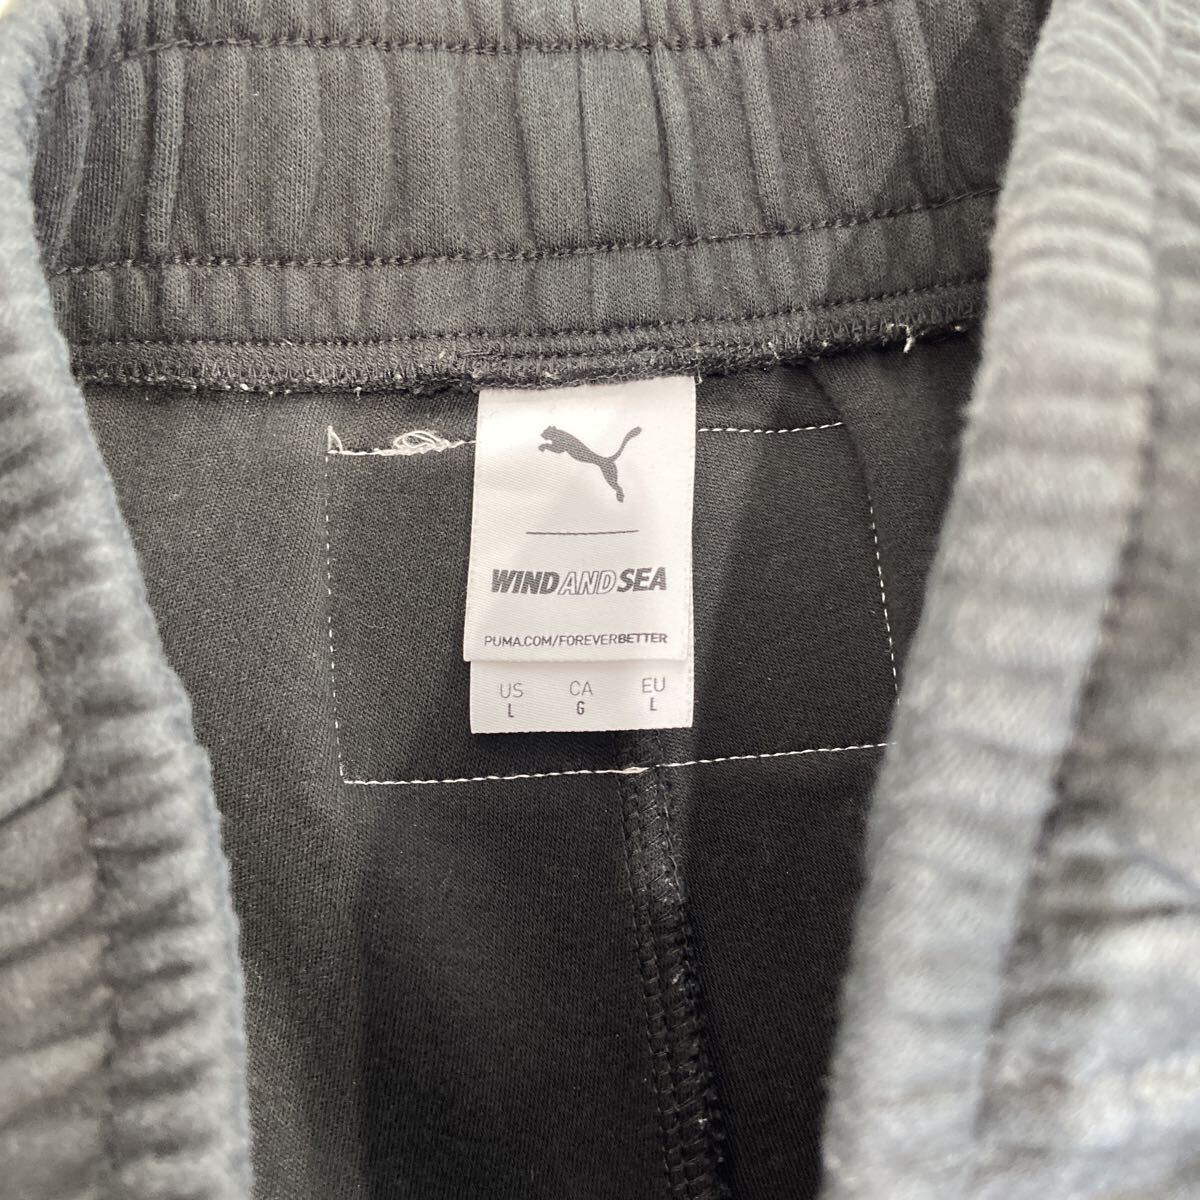 WIND AND SEA
PUMA.COM/FOREVERBETTER
US CA EU
L G L